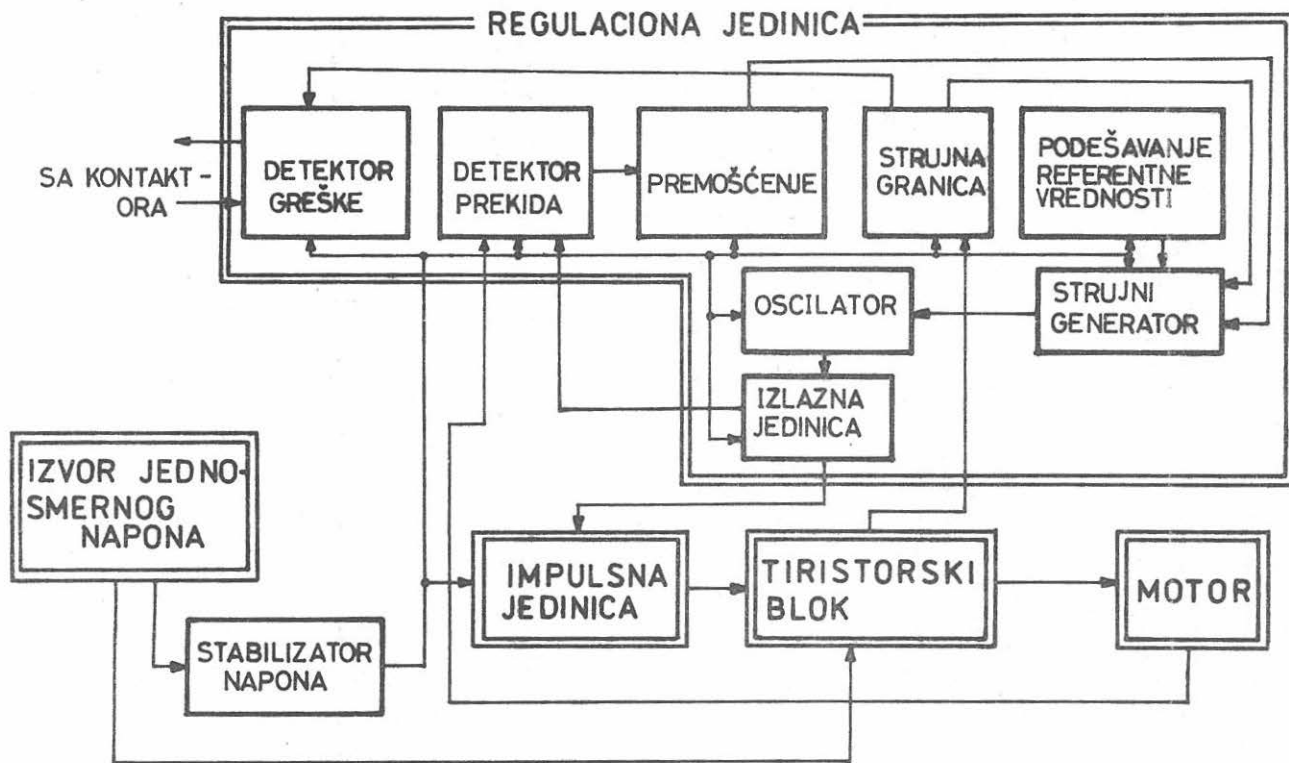 REGULACIONA JEDINICA
SA KONTAKT-
ORA
DETEKTOR
GREŠKE
DETEKTOR
PREKIDA
PREMOŠĆENJE
STRUJNA
GRANICA
PODEŠAVANJE
REFERENTNE
VREDNOSTI
OSCILATOR
STRUJNI
GENERATOR
IZLAZNA
JEDINICA
IZVOR JEDNO-
SMERNOG
NAPONA
STABILIZATOR
NAPONA
IMPULSNA
JEDINICA
TIRISTORSKI
BLOK
MOTOR